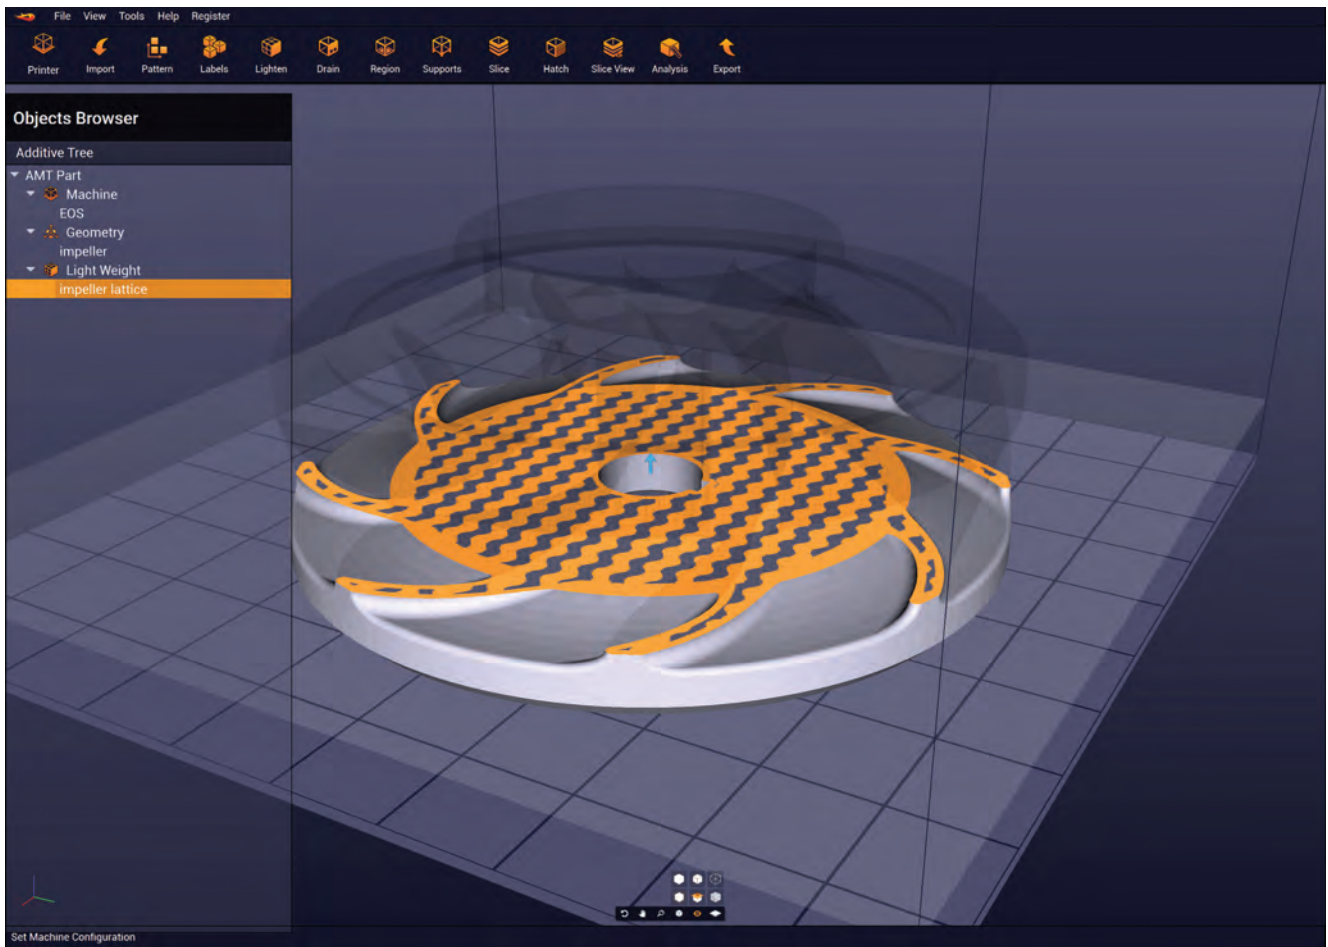 File View Tools Help Register
Printer Import Pattern Labels Lighten Drain Region Supports Slice Hatch Slice View Analysis Export
Objects Browser
Additive Tree
AMT Part
Machine
EOS
Geometry
impeller
Light Weight
impeller lattice
Set Machine Configuration